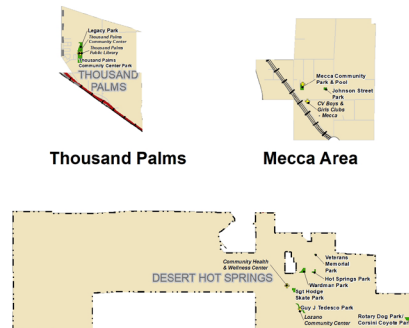 Legacy Park
Thousand Palms
Community Center
Thousand Palms
Public Library
Thousand Palms
Community Center Park
THOUSAND
PALMS
Thousand Palms
Mecca Community
Park & Pool
Johnson Street
Park
CV Boys &
Girls Clubs
- Mecca
Mecca Area
DESERT HOT SPRINGS
Community Health
& Wellness Center
Veterans
Memorial
Park
Hot Springs Park
Wardman Park
Sgt Hodge
Skate Park
Guy J Tedesco Park
Lozano
Community Center
Rotary Dog Park/
Corsini Coyote Park